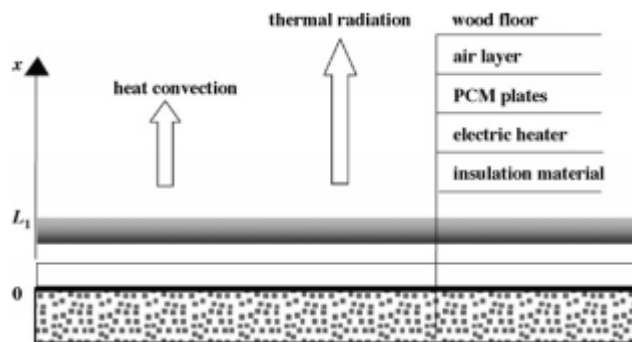 thermal radiation
wood floor
x
air layer
heat convection
PCM plates
electric heater
insulation material
L1
0